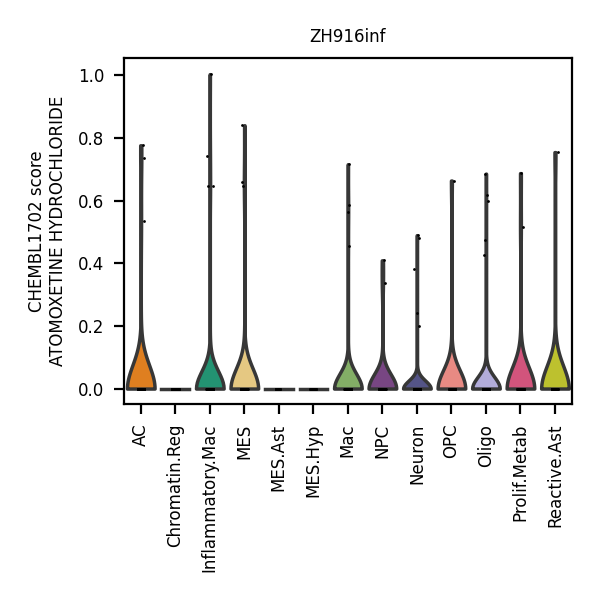 ZH916inf
CHEMBL1702 score
ATOMOXETINE HYDROCHLORIDE
1.0
0.8
0.6
0.4
0.2
0.0
AC
Chromatin.Reg
Inflammatory.Mac
MES
MES.Ast
MES.Hyp
Mac
NPC
Neuron
OPC
Oligo
Prolif.Metab
Reactive.Ast